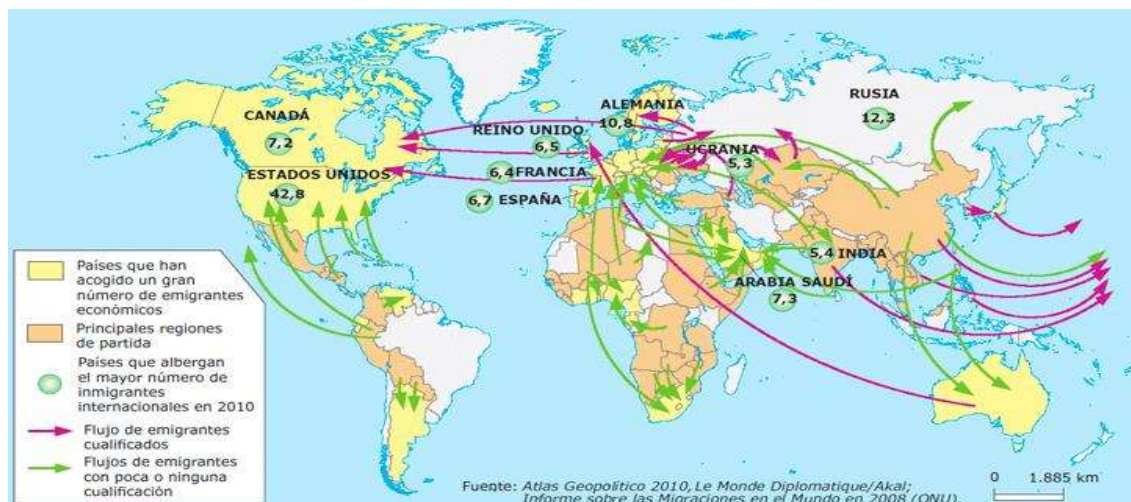 CANADÁ
7,2
ESTADOS UNIDOS
42,8
REINO UNIDO
6,5
ALEMANIA
10,8
6,4 FRANCIA
6,7 ESPAÑA
UCRANIA
5,3
RUSIA
12,3
5,4 INDIA
ARABIA SAUDÍ
7,3
Países que han
acogido un gran
número de emigrantes
económicos
Principales regiones
de partida
Países que albergan
el mayor número de
inmigrantes
internacionales en 2010
Flujo de emigrantes
cualificados
Flujos de emigrantes
con poca o ninguna
cualificación
Fuente: Atlas Geopolítico 2010, Le Monde Diplomatique/Akal;
Informe sobre las Migraciones en el Mundo en 2008 (ONU).
0 1.885 km